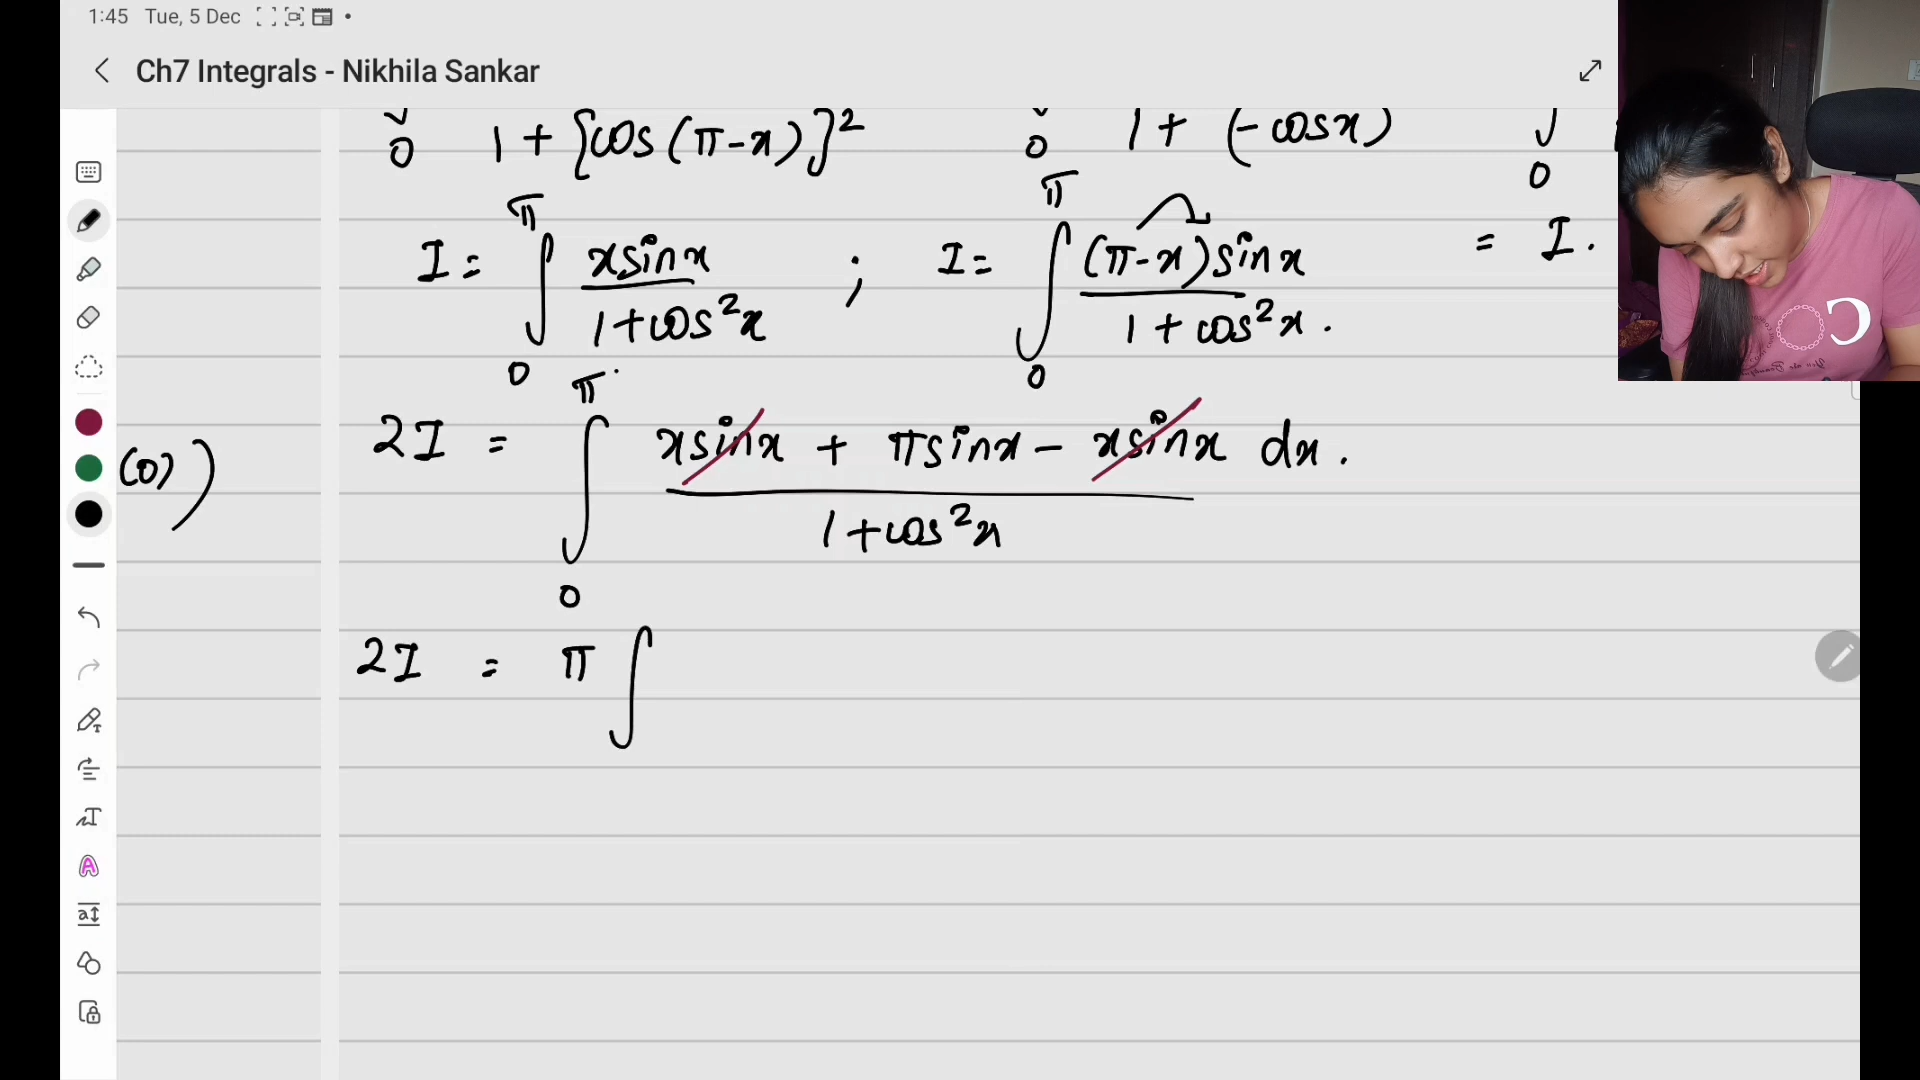 1:45 Tue, 5 Dec
Ch7 Integrals - Nikhila Sankar
0 1 + {cos(π-x)}² 0 1 + (-cosx) 0
I = ∫ π 0 xsinx / 1+cos²x ; I = ∫ π 0 (π-x)sinx / 1 + cos²x . = I.
(0)) 2I = ∫ π 0 xsinx + πsinx - xsinx dx . / 1+cos²x
2I = π ∫